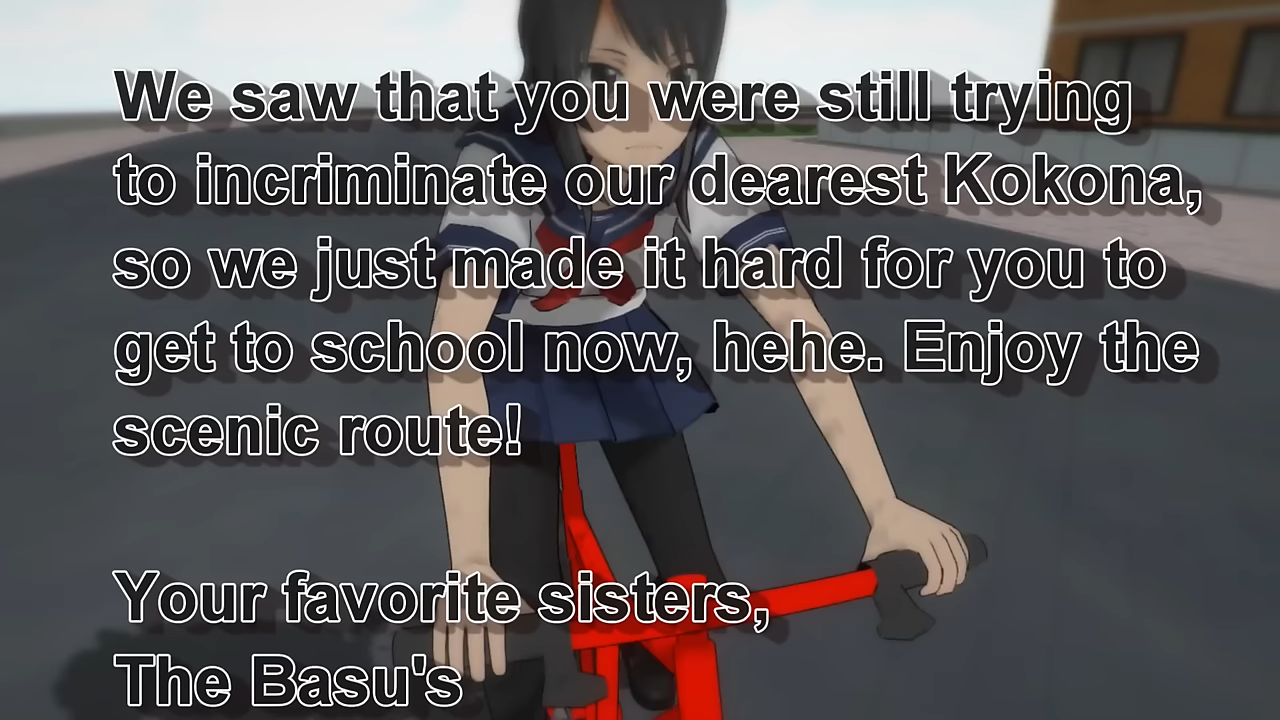 We saw that you were still trying
to incriminate our dearest Kokona,
so we just made it hard for you to
get to school now, hehe. Enjoy the
scenic route!
Your favorite sisters,
The Basu's